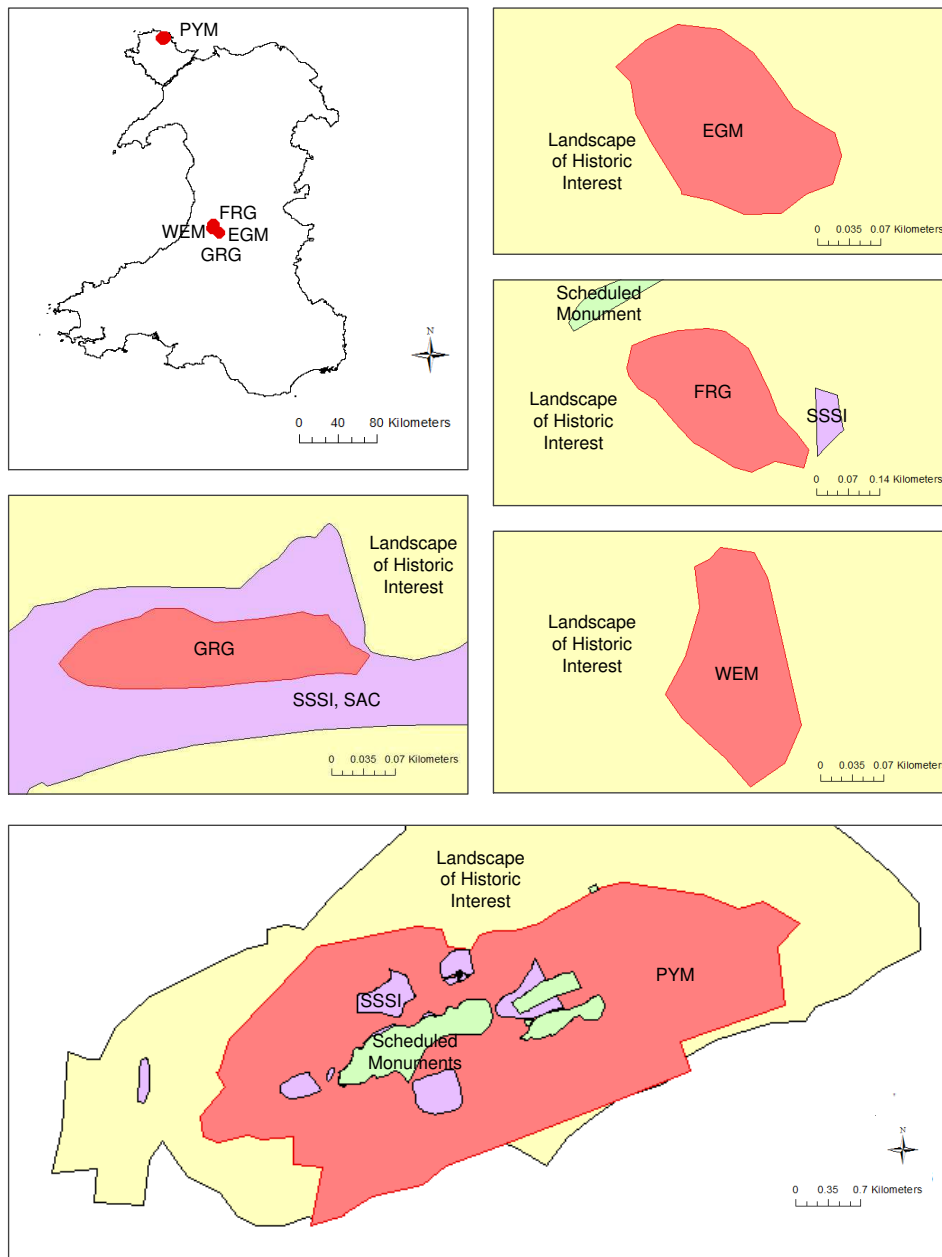 PYM
FRG
WEM
EGM
GRG
N
0 40 80 Kilometers
EGM
Landscape
of Historic
Interest
0 0.035 0.07 Kilometers
Scheduled
Monument
FRG
Landscape
of Historic
Interest
SSSI
0 0.07 0.14 Kilometers
Landscape
of Historic
Interest
GRG
SSSI, SAC
0 0.035 0.07 Kilometers
Landscape
of Historic
Interest
WEM
0 0.035 0.07 Kilometers
Landscape
of Historic
Interest
PYM
SSSI
Scheduled
Monuments
N
0 0.35 0.7 Kilometers